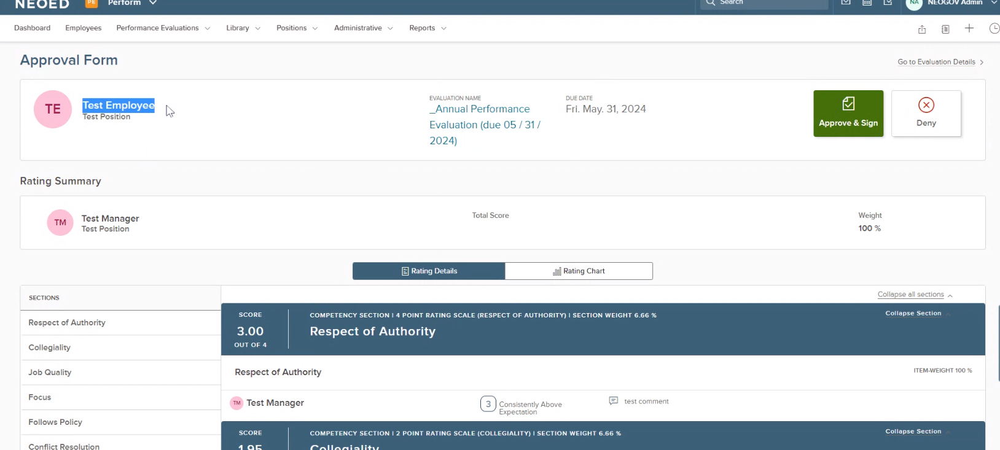 NEOED
PE Perform
Search
NA NEOGOV Admin
Dashboard Employees Performance Evaluations Library Positions Administrative Reports
Approval Form
Go to Evaluation Details
TE
Test Employee
Test Position
EVALUATION NAME
_Annual Performance
Evaluation (due 05 / 31 /
2024)
DUE DATE
Fri. May. 31, 2024
Approve & Sign
Deny
Rating Summary
TM
Test Manager
Test Position
Total Score
Weight
100 %
Rating Details
Rating Chart
SECTIONS
Respect of Authority
Collegiality
Job Quality
Focus
Follows Policy
Conflict Resolution
Collapse all sections
SCORE
3.00
OUT OF 4
COMPETENCY SECTION | 4 POINT RATING SCALE (RESPECT OF AUTHORITY) | SECTION WEIGHT 6.66 %
Respect of Authority
Collapse Section
Respect of Authority
ITEM-WEIGHT 100 %
TM Test Manager
3 Consistently Above
Expectation
test comment
SCORE
1.95
COMPETENCY SECTION | 2 POINT RATING SCALE (COLLEGIALITY) | SECTION WEIGHT 6.66 %
Collegiality
Collapse Section